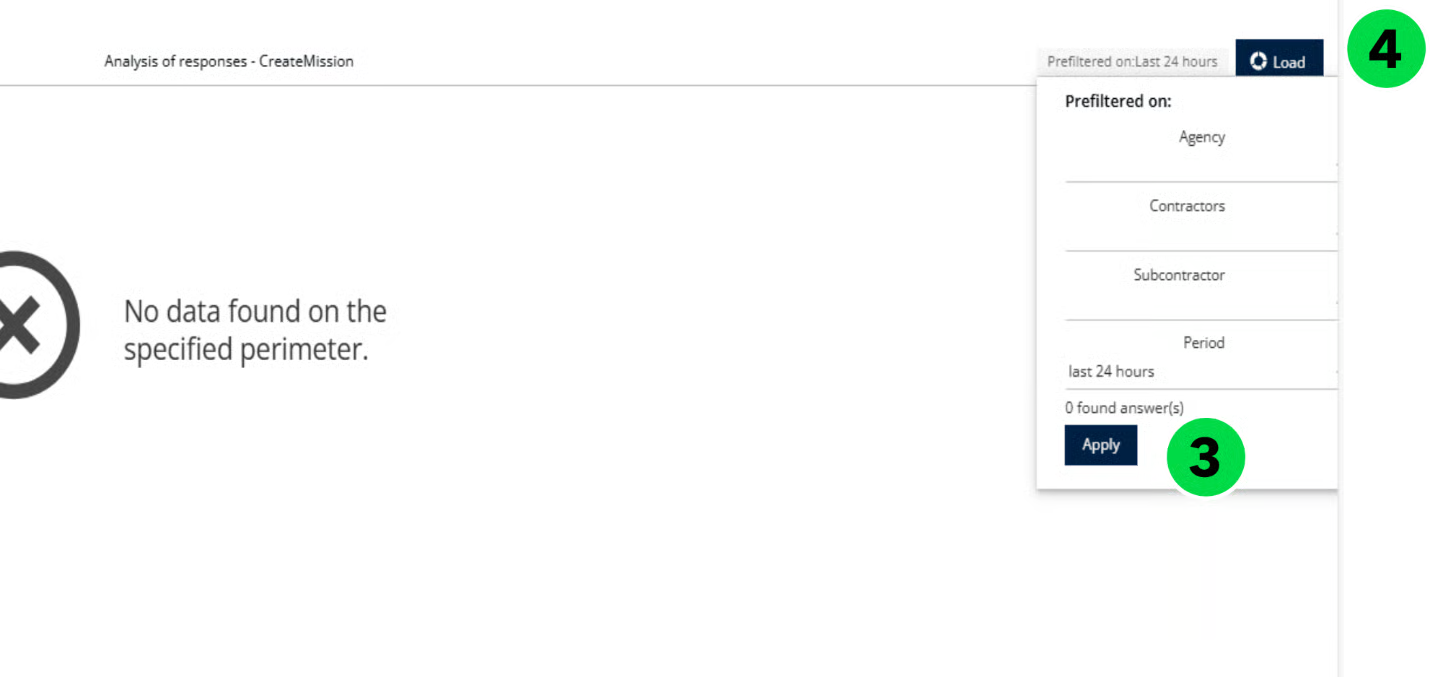 4
Analysis of responses - CreateMission
Prefiltered on:Last 24 hours
Load
Prefiltered on:
Agency
Contractors
Subcontractor
Period
last 24 hours
0 found answer(s)
Apply
3
No data found on the
specified perimeter.